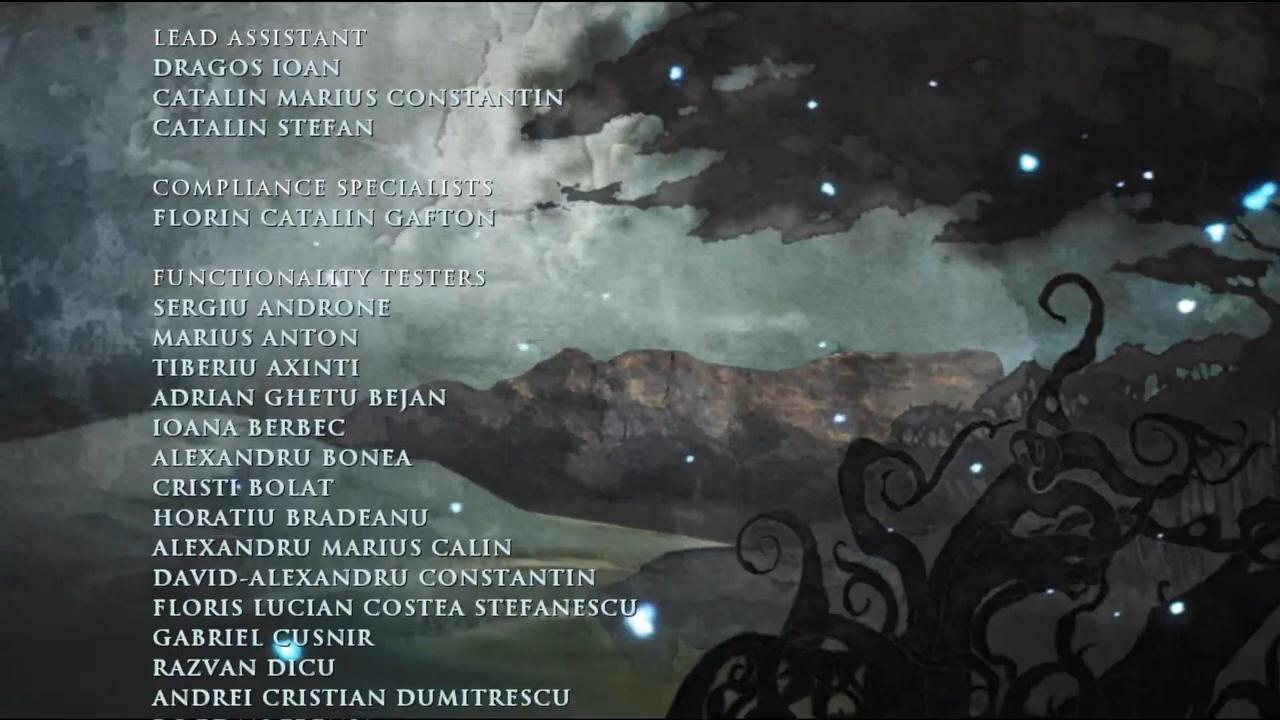 LEAD ASSISTANT
DRAGOS IOAN
CATALIN MARIUS CONSTANTIN
CATALIN STEFAN
COMPLIANCE SPECIALISTS
FLORIN CATALIN GAFTON
FUNCTIONALITY TESTERS
SERGIU ANDRONE
MARIUS ANTON
TIBERIU AXINTI
ADRIAN GHETU BEJAN
IOANA BERBEC
ALEXANDRU BONEA
CRISTI BOLAT
HORATIU BRADEANU
ALEXANDRU MARIUS CALIN
DAVID-ALEXANDRU CONSTANTIN
FLORIS LUCIAN COSTEA STEFANESCU
GABRIEL CUSNIR
RAZVAN DICU
ANDREI CRISTIAN DUMITRESCU